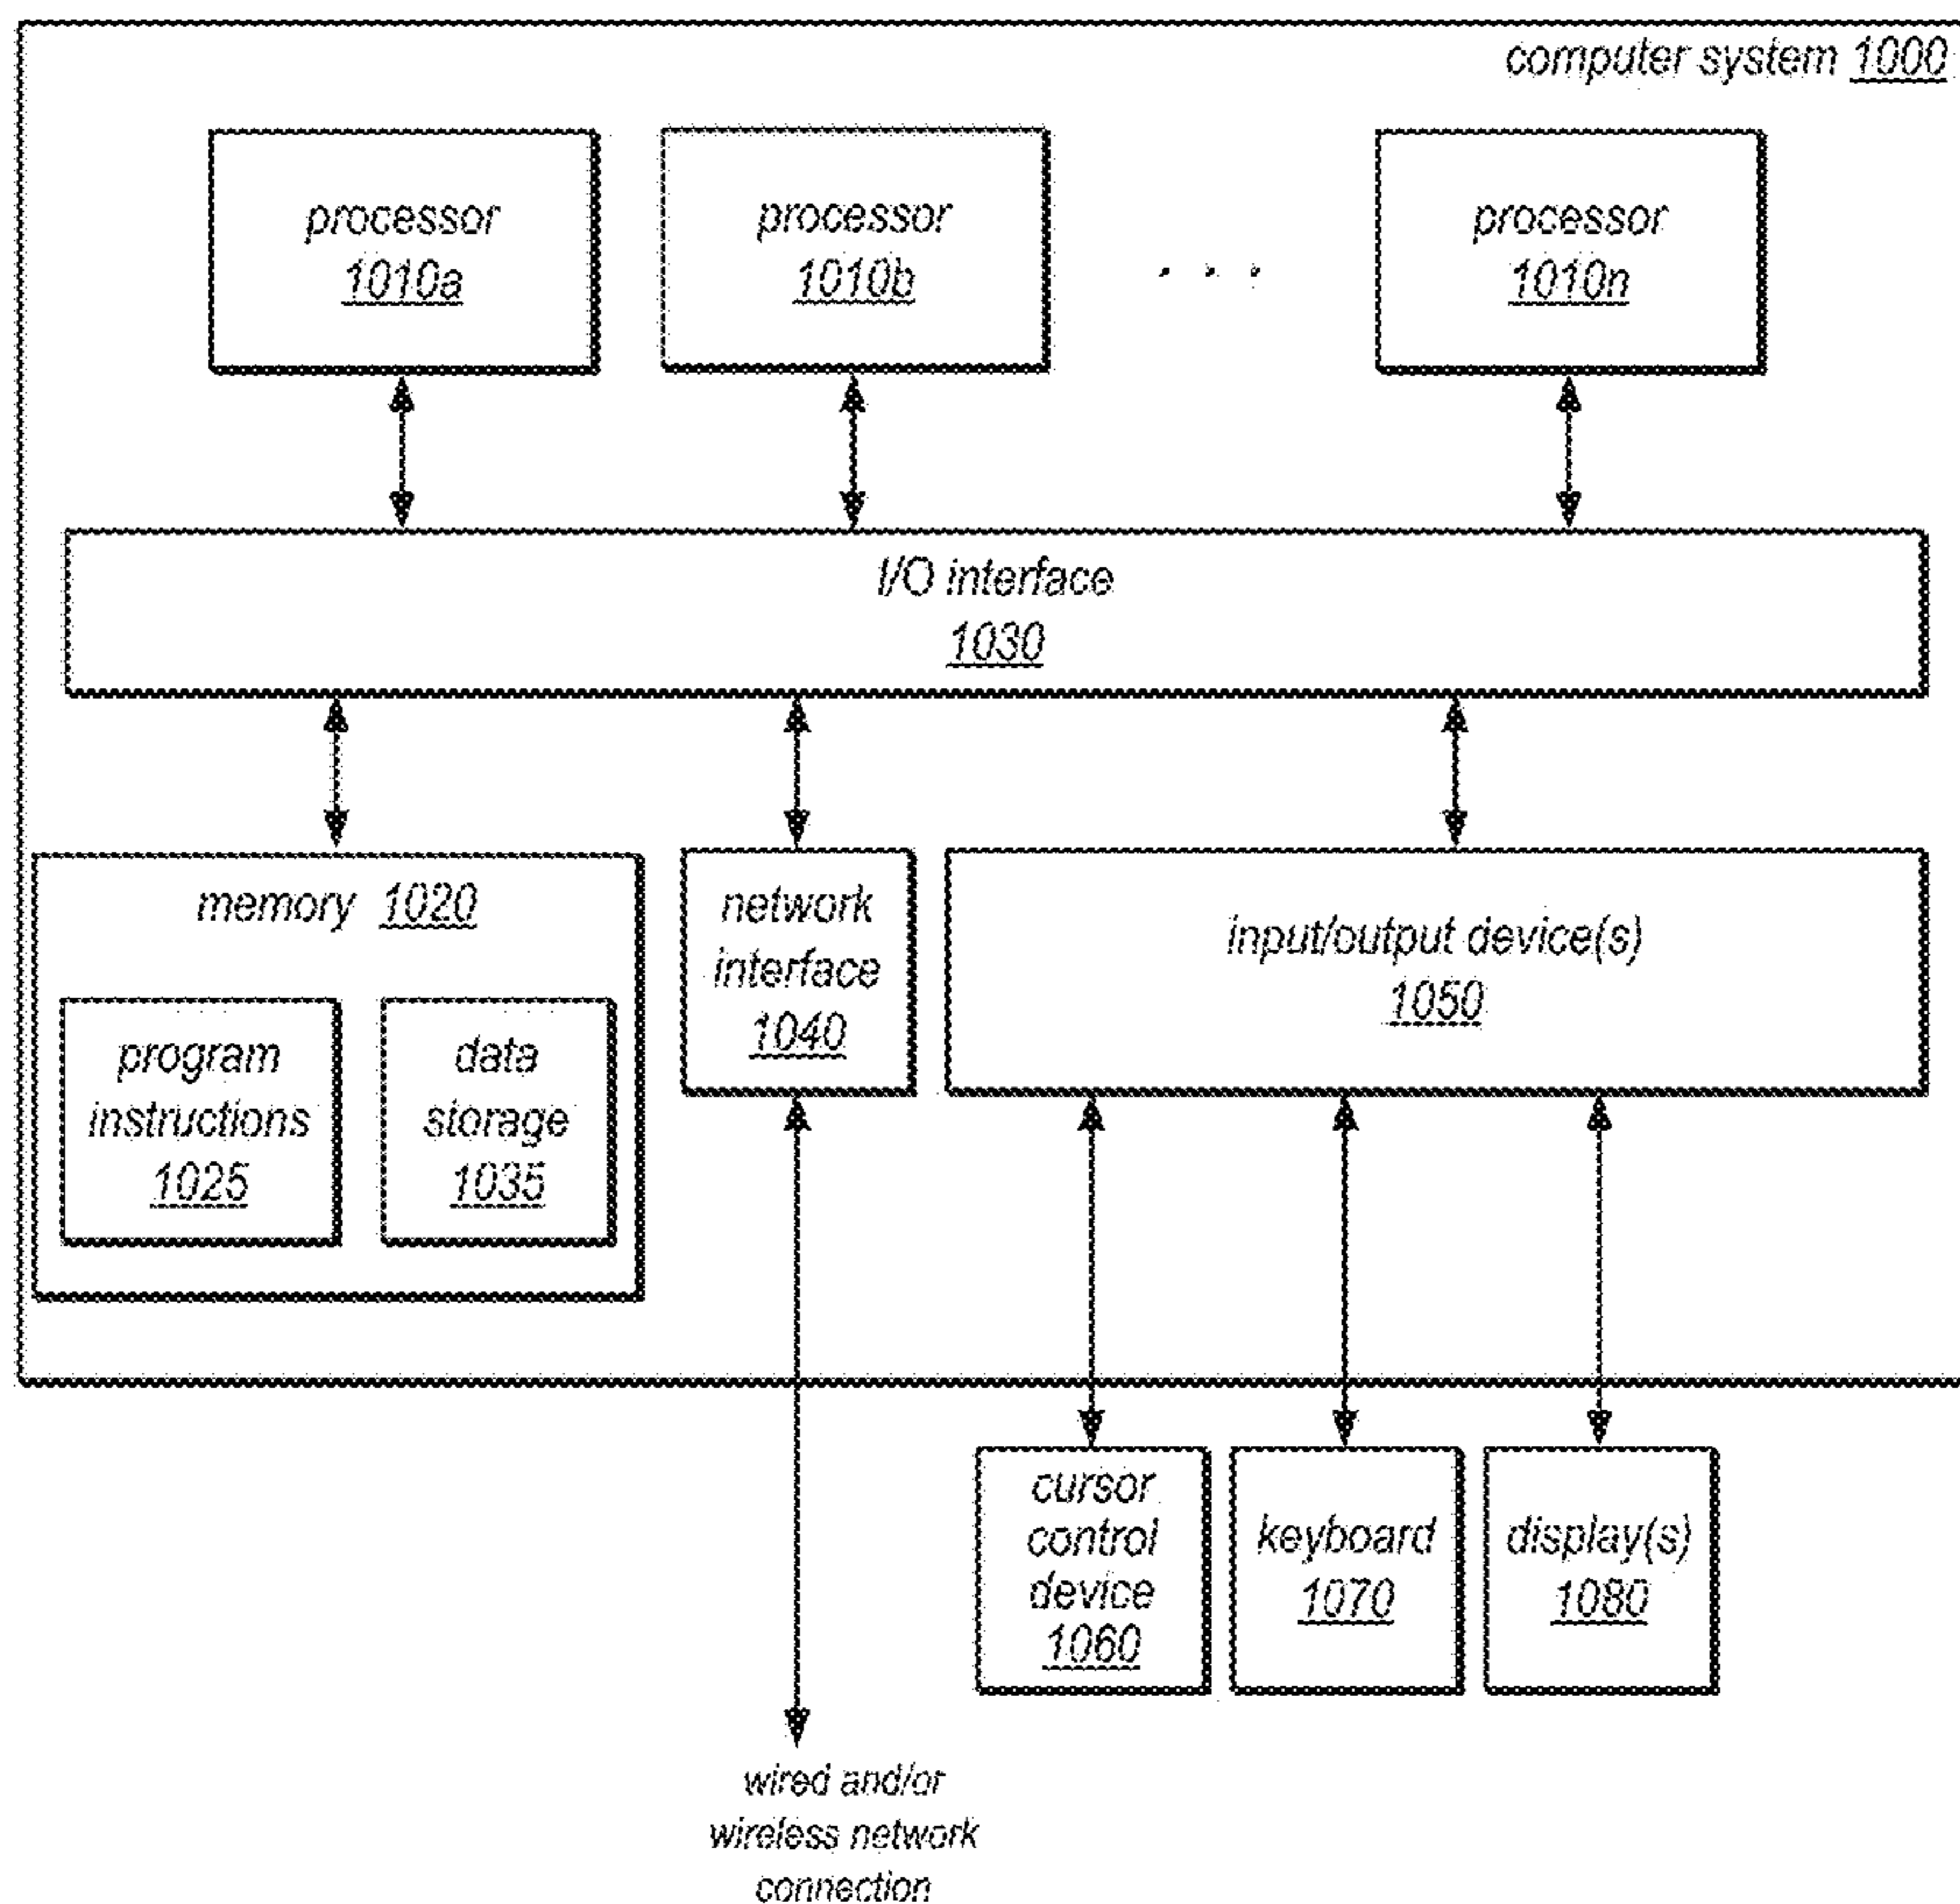 computer system 1000
processor
1010a
processor
1010b
. . .
processor
1010n
I/O interface
1030
memory 1020
program
instructions
1025
data
storage
1035
network
interface
1040
input/output device(s)
1050
cursor
control
device
1060
keyboard
1070
display(s)
1080
wired and/or
wireless network
connection